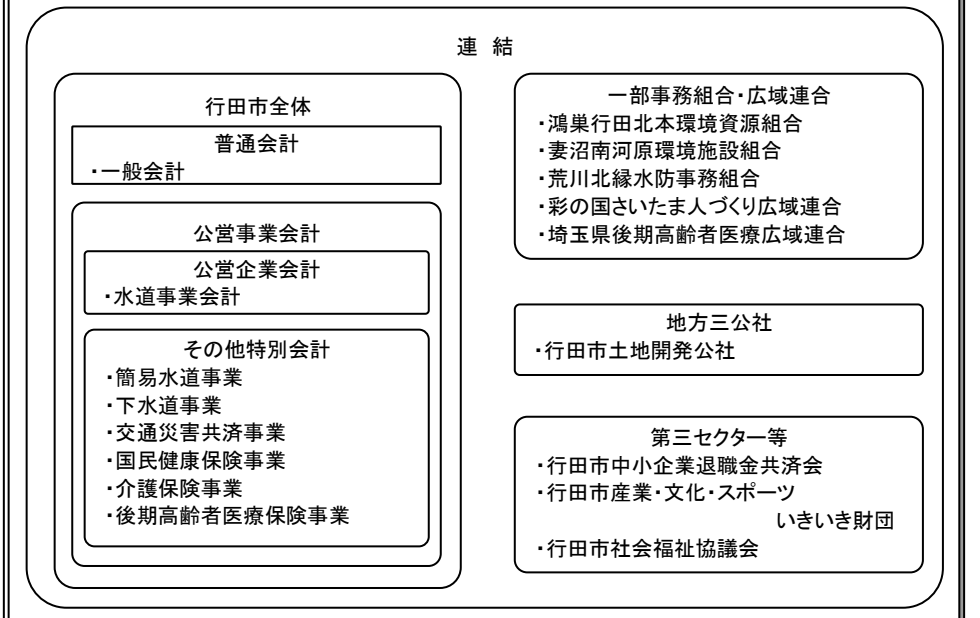 連 結
行田市全体
普通会計
・一般会計
公営事業会計
公営企業会計
・水道事業会計
その他特別会計
・簡易水道事業
・下水道事業
・交通災害共済事業
・国民健康保険事業
・介護保険事業
・後期高齢者医療保険事業
一部事務組合・広域連合
・鴻巣行田北本環境資源組合
・妻沼南河原環境施設組合
・荒川北縁水防事務組合
・彩の国さいたま人づくり広域連合
・埼玉県後期高齢者医療広域連合
地方三公社
・行田市土地開発公社
第三セクター等
・行田市中小企業退職金共済会
・行田市産業・文化・スポーツ
いきいき財団
・行田市社会福祉協議会